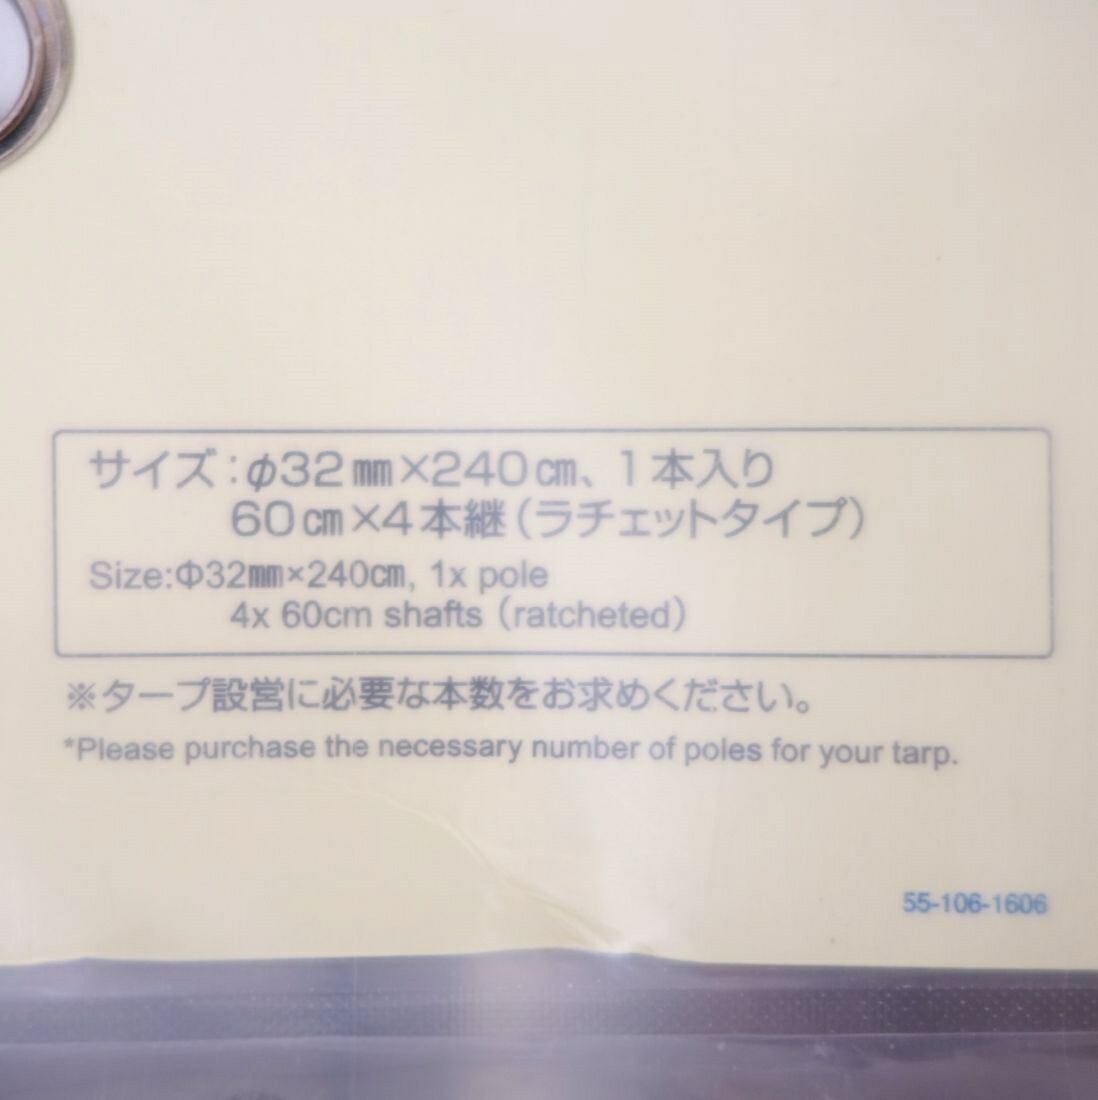 サイズ：φ32㎜×240㎝、1本入り
60㎝×4本継（ラチェットタイプ）
Size:Φ32㎜×240㎝, 1x pole
4x 60cm shafts（ratcheted）
※タープ設営に必要な本数をお求めください。
*Please purchase the necessary number of poles for your tarp.
55-106-1606